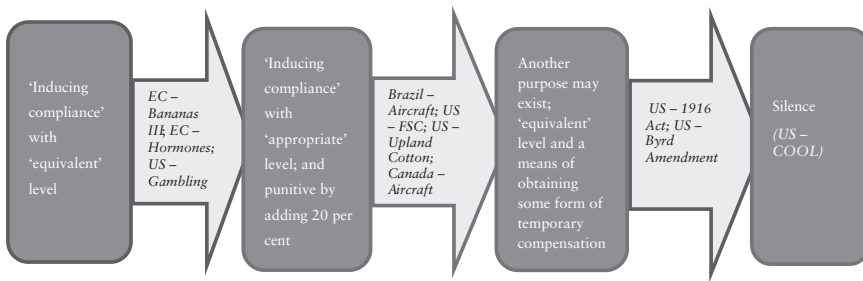 ‘Inducing
compliance’
with
‘equivalent’
level
EC –
Bananas
III; EC –
Hormones;
US –
Gambling
‘Inducing
compliance’
with
‘appropriate’
level; and
punitive by
adding 20 per
cent
Brazil –
Aircraft; US
– FSC; US –
Upland
Cotton;
Canada –
Aircraft
Another
purpose may
exist;
‘equivalent’
level and a
means of
obtaining
some form of
temporary
compensation
US – 1916
Act; US –
Byrd
Amendment
Silence
(US –
COOL)